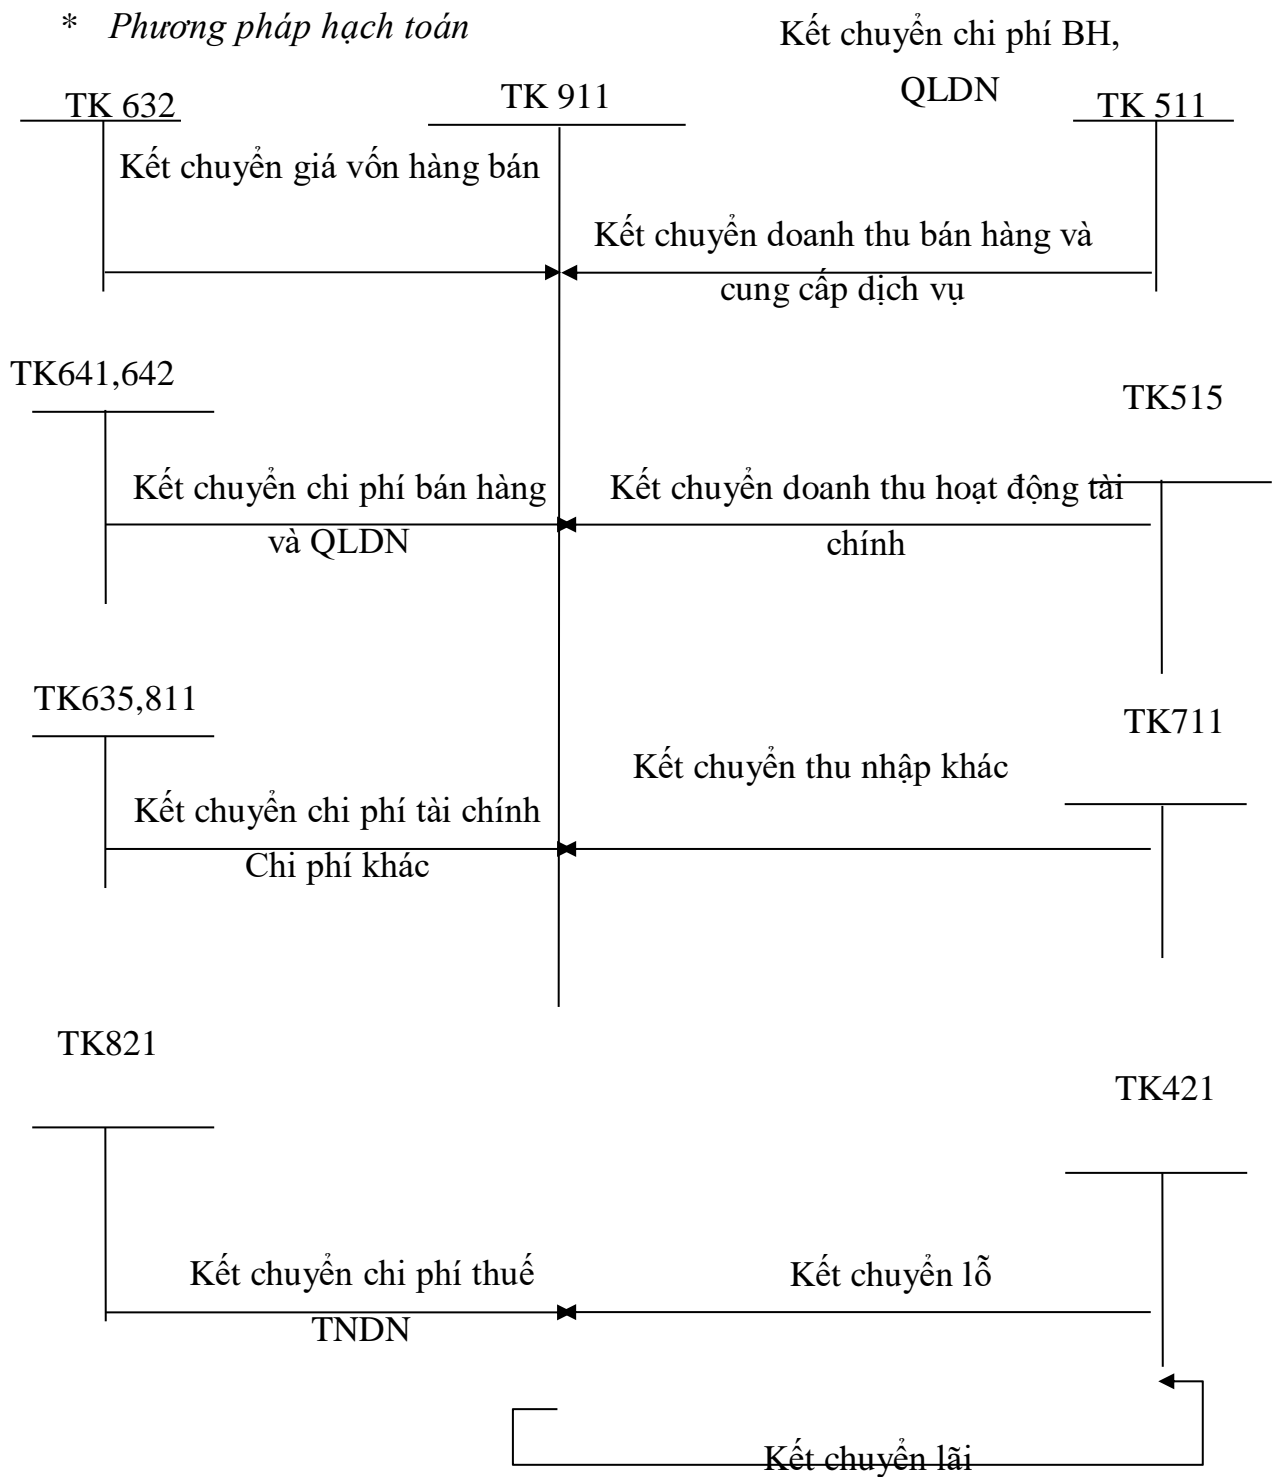 * Phương pháp hạch toán
Kết chuyển chi phí BH,
QLDN
TK 632
TK 911
TK 511
Kết chuyển giá vốn hàng bán
Kết chuyển doanh thu bán hàng và
cung cấp dịch vụ
TK641,642
TK515
Kết chuyển chi phí bán hàng
và QLDN
Kết chuyển doanh thu hoạt động tài
chính
TK635,811
TK711
Kết chuyển thu nhập khác
Kết chuyển chi phí tài chính
Chi phí khác
TK821
TK421
Kết chuyển chi phí thuế
TNDN
Kết chuyển lỗ
Kết chuyển lãi